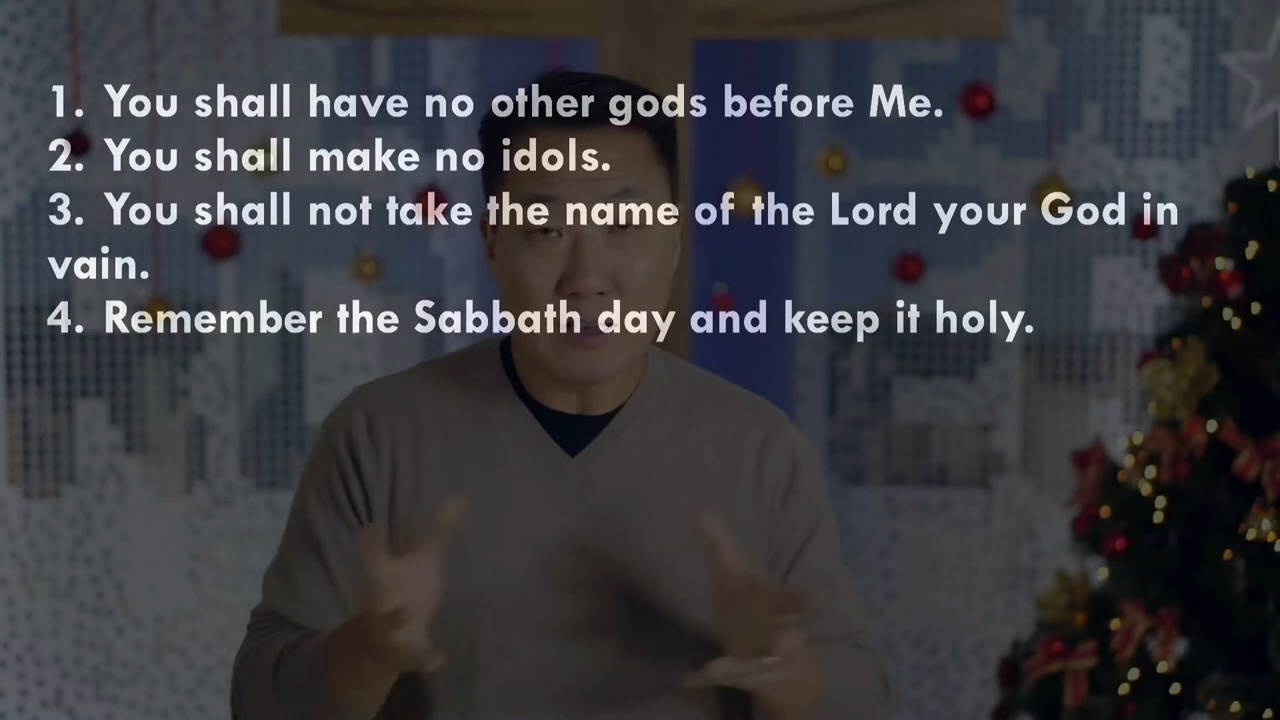 1. You shall have no other gods before Me.
2. You shall make no idols.
3. You shall not take the name of the Lord your God in
vain.
4. Remember the Sabbath day and keep it holy.